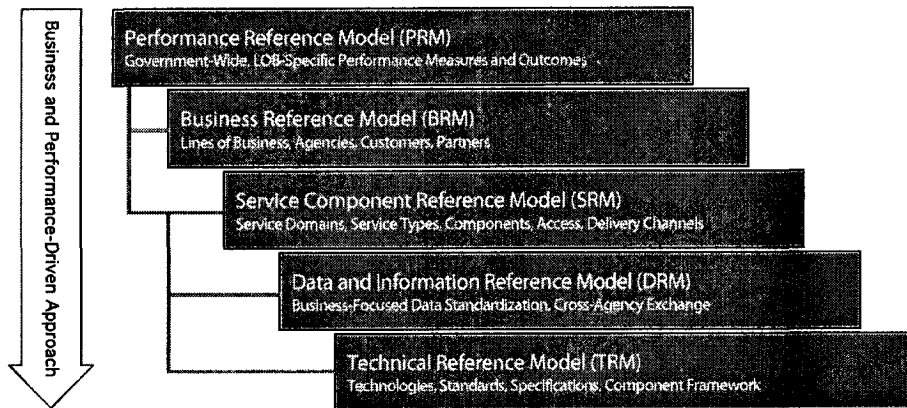 Business and Performance-Driven Approach
Performance Reference Model (PRM)
Government-Wide, LOB-Specific Performance Measures and Outcomes
Business Reference Model (BRM)
Lines of Business, Agencies, Customers, Partners
Service Component Reference Model (SRM)
Service Domains, Service Types, Components, Access, Delivery Channels
Data and Information Reference Model (DRM)
Business-Focused Data Standardization, Cross-Agency Exchange
Technical Reference Model (TRM)
Technologies, Standards, Specifications, Component Framework